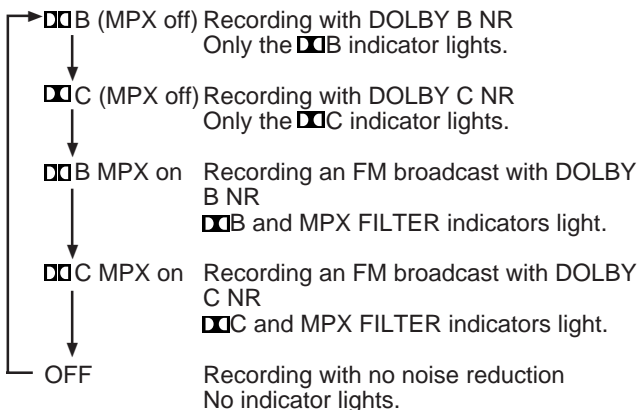 B (MPX off) Recording with DOLBY B NR
Only the B indicator lights.
C (MPX off) Recording with DOLBY C NR
Only the C indicator lights.
B MPX on Recording an FM broadcast with DOLBY
B NR
B and MPX FILTER indicators light.
C MPX on Recording an FM broadcast with DOLBY
C NR
C and MPX FILTER indicators light.
OFF Recording with no noise reduction
No indicator lights.